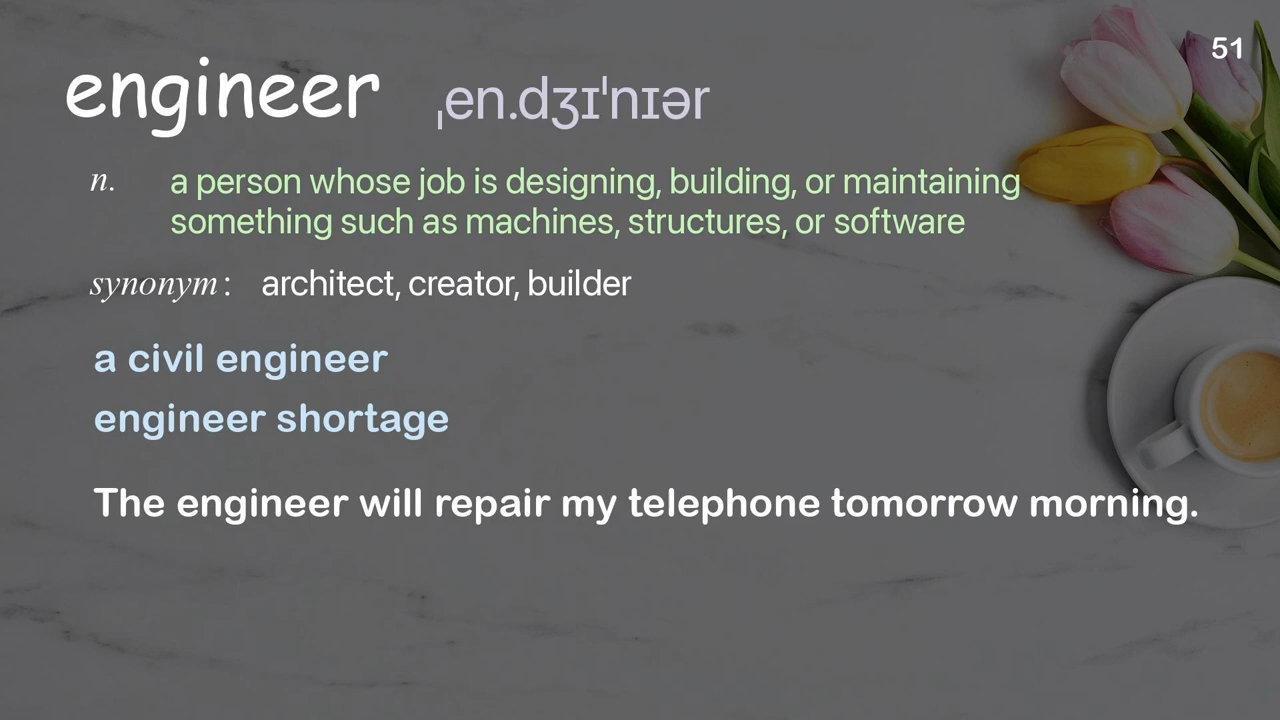 51
engineer ˌen.dʒɪˈnɪər
n. a person whose job is designing, building, or maintaining
something such as machines, structures, or software
synonym : architect, creator, builder
a civil engineer
engineer shortage
The engineer will repair my telephone tomorrow morning.